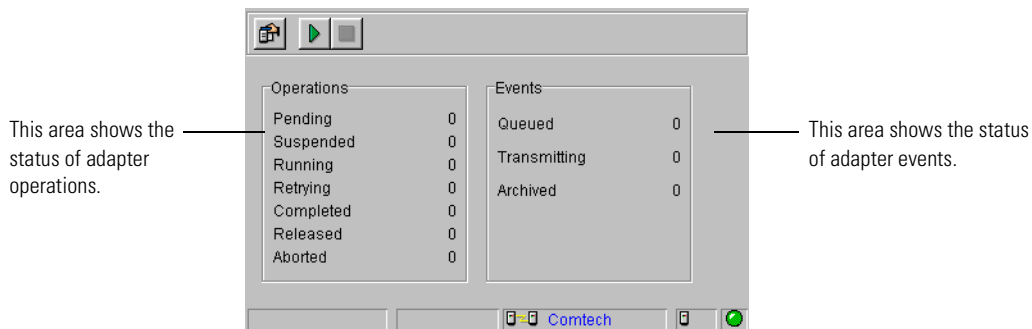 This area shows the
status of adapter
operations.
Operations
Pending 0
Suspended 0
Running 0
Retrying 0
Completed 0
Released 0
Aborted 0
Events
Queued 0
Transmitting 0
Archived 0
This area shows the status
of adapter events.
Comtech